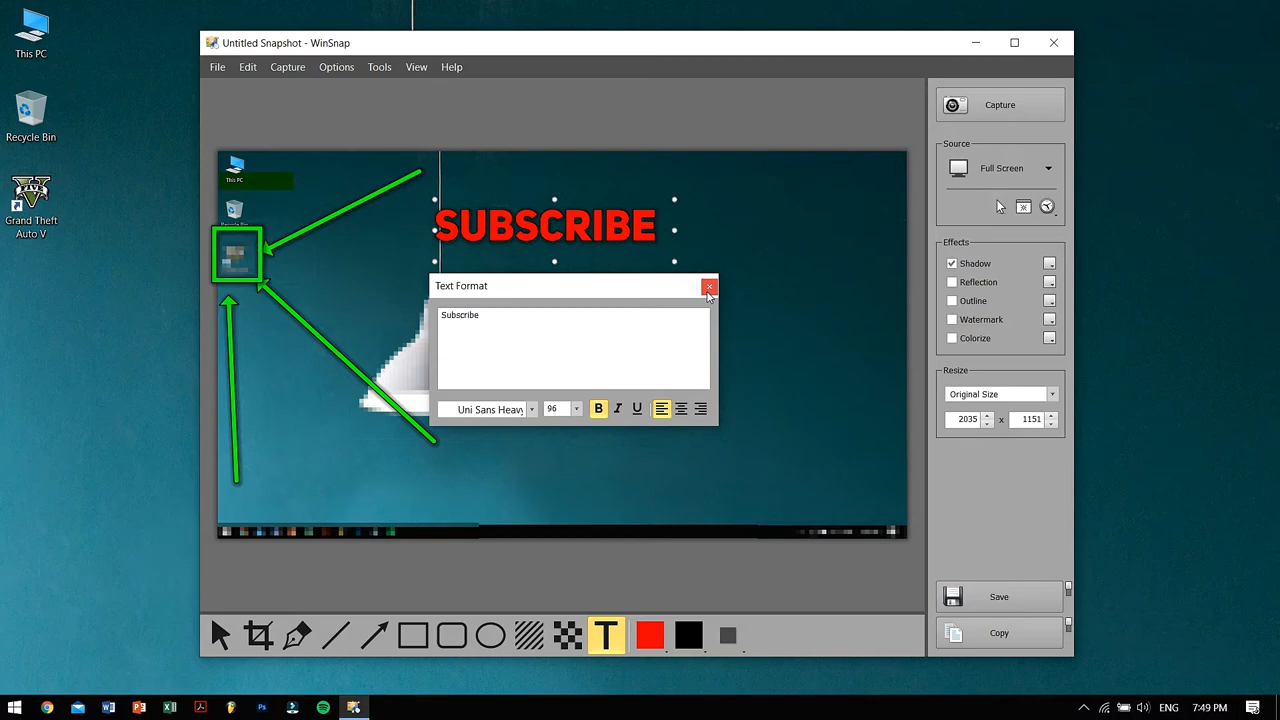 This PC
Recycle Bin
Grand Theft
Auto V
Untitled Snapshot - WinSnap
File Edit Capture Options Tools View Help
This PC
SUBSCRIBE
Text Format
Subscribe
Uni Sans Heavy
96
B I U
T
Capture
Source
Full Screen
Effects
Shadow
Reflection
Outline
Watermark
Colorize
Resize
Original Size
2035 x 1151
Save
Copy
ENG 7:49 PM